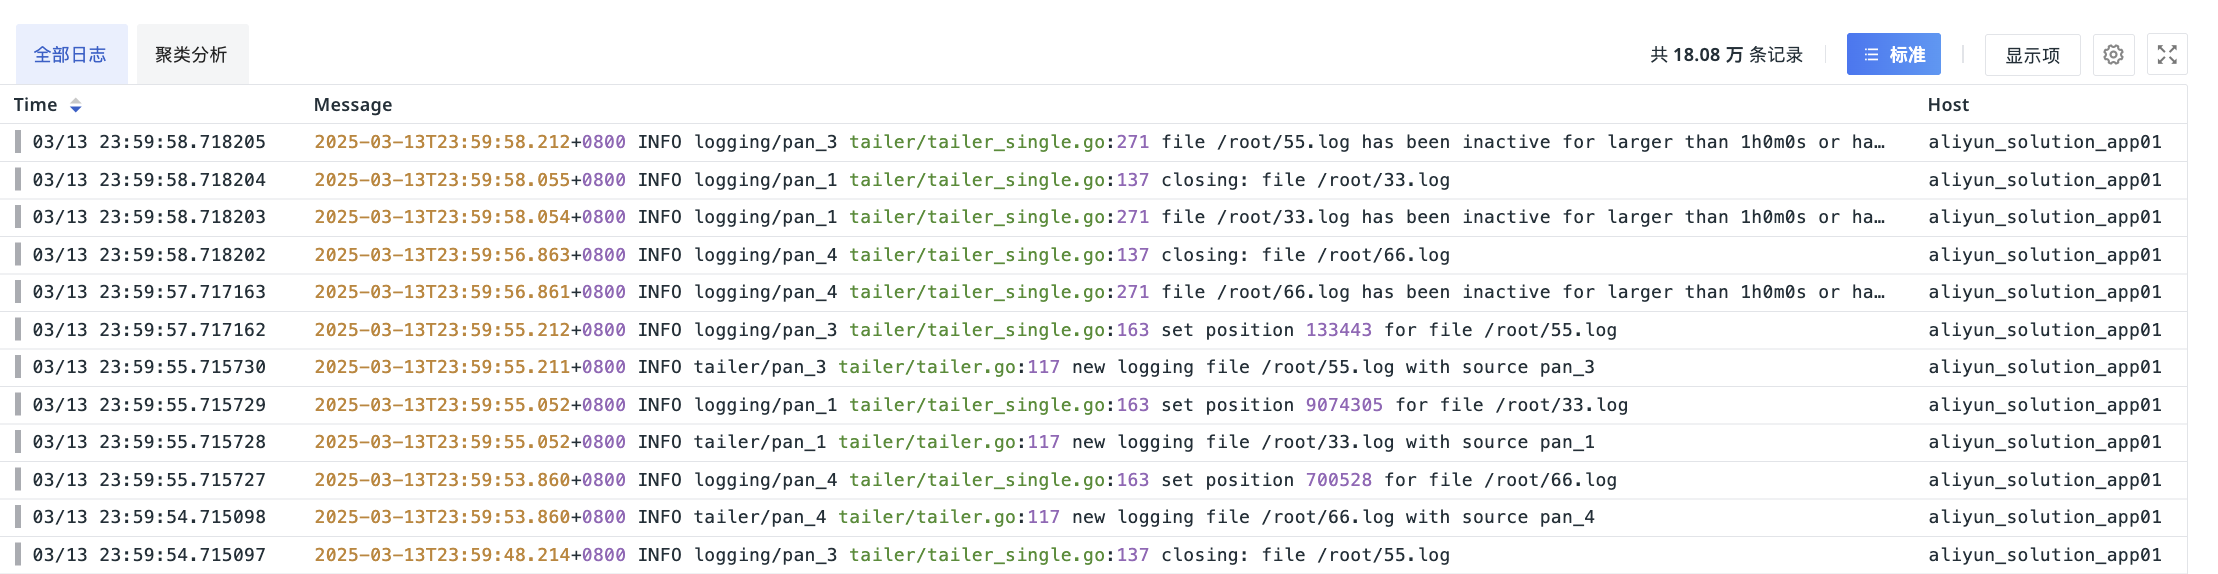 全部日志 聚类分析 共 18.08 万 条记录 标准 显示项
Time Message Host
03/13 23:59:58.718205 2025-03-13T23:59:58.212+0800 INFO logging/pan_3 tailer/tailer_single.go:271 file /root/55.log has been inactive for larger than 1h0m0s or ha… aliyun_solution_app01
03/13 23:59:58.718204 2025-03-13T23:59:58.055+0800 INFO logging/pan_1 tailer/tailer_single.go:137 closing: file /root/33.log aliyun_solution_app01
03/13 23:59:58.718203 2025-03-13T23:59:58.054+0800 INFO logging/pan_1 tailer/tailer_single.go:271 file /root/33.log has been inactive for larger than 1h0m0s or ha… aliyun_solution_app01
03/13 23:59:58.718202 2025-03-13T23:59:56.863+0800 INFO logging/pan_4 tailer/tailer_single.go:137 closing: file /root/66.log aliyun_solution_app01
03/13 23:59:57.717163 2025-03-13T23:59:56.861+0800 INFO logging/pan_4 tailer/tailer_single.go:271 file /root/66.log has been inactive for larger than 1h0m0s or ha… aliyun_solution_app01
03/13 23:59:57.717162 2025-03-13T23:59:55.212+0800 INFO logging/pan_3 tailer/tailer_single.go:163 set position 133443 for file /root/55.log aliyun_solution_app01
03/13 23:59:55.715730 2025-03-13T23:59:55.211+0800 INFO tailer/pan_3 tailer/tailer.go:117 new logging file /root/55.log with source pan_3 aliyun_solution_app01
03/13 23:59:55.715729 2025-03-13T23:59:55.052+0800 INFO logging/pan_1 tailer/tailer_single.go:163 set position 9074305 for file /root/33.log aliyun_solution_app01
03/13 23:59:55.715728 2025-03-13T23:59:55.052+0800 INFO tailer/pan_1 tailer/tailer.go:117 new logging file /root/33.log with source pan_1 aliyun_solution_app01
03/13 23:59:55.715727 2025-03-13T23:59:53.860+0800 INFO logging/pan_4 tailer/tailer_single.go:163 set position 700528 for file /root/66.log aliyun_solution_app01
03/13 23:59:54.715098 2025-03-13T23:59:53.860+0800 INFO tailer/pan_4 tailer/tailer.go:117 new logging file /root/66.log with source pan_4 aliyun_solution_app01
03/13 23:59:54.715097 2025-03-13T23:59:48.214+0800 INFO logging/pan_3 tailer/tailer_single.go:137 closing: file /root/55.log aliyun_solution_app01